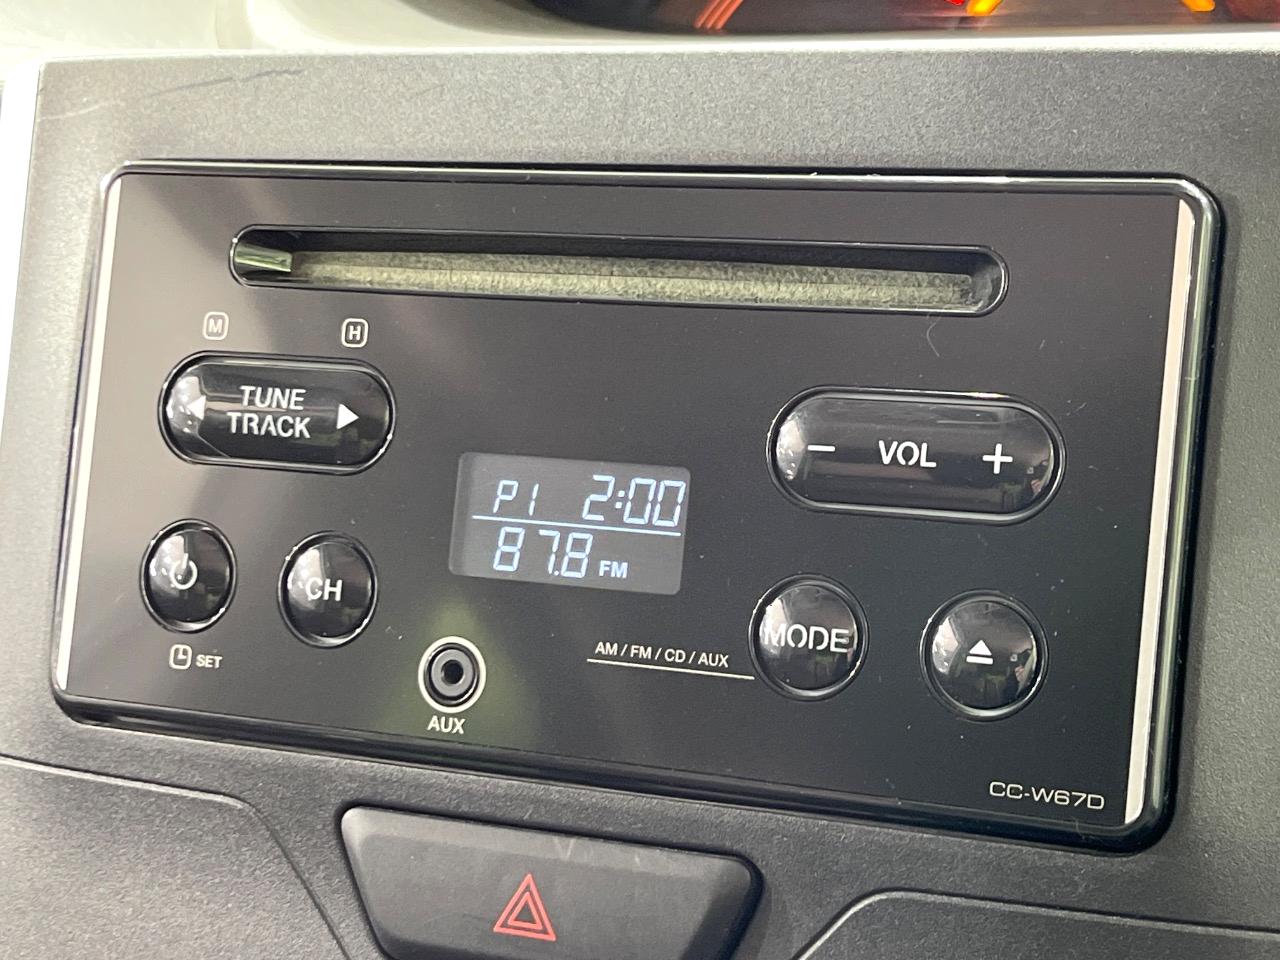 M H
TUNE
TRACK
− VOL +
P1 2:00
87.8 FM
CH
SET
AUX
AM / FM / CD / AUX
MODE
CC-W67D